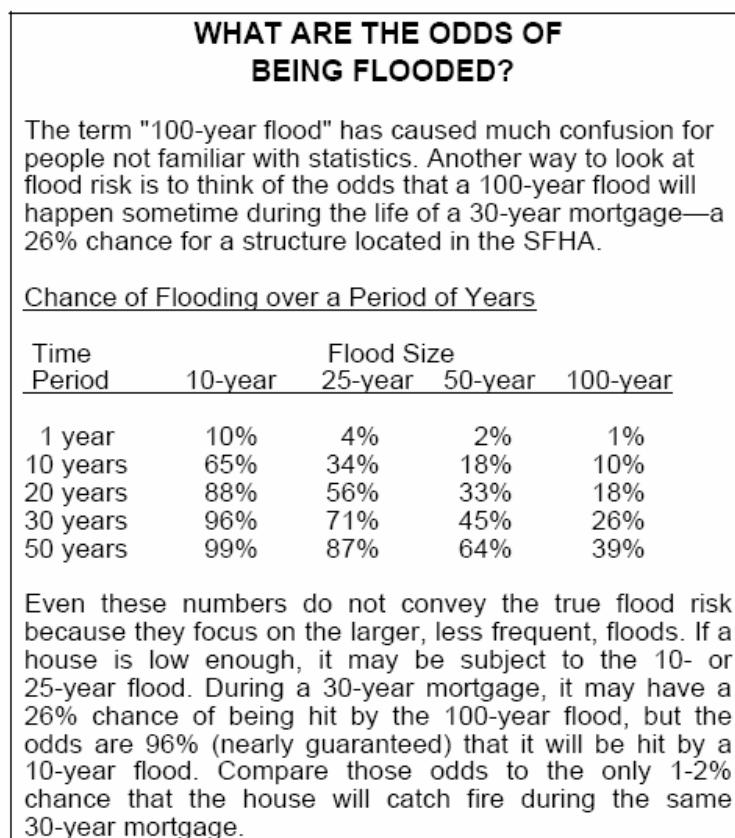 WHAT ARE THE ODDS OF
BEING FLOODED?
The term "100-year flood" has caused much confusion for
people not familiar with statistics. Another way to look at
flood risk is to think of the odds that a 100-year flood will
happen sometime during the life of a 30-year mortgage—a
26% chance for a structure located in the SFHA.
Chance of Flooding over a Period of Years
Time Flood Size
Period 10-year 25-year 50-year 100-year
1 year 10% 4% 2% 1%
10 years 65% 34% 18% 10%
20 years 88% 56% 33% 18%
30 years 96% 71% 45% 26%
50 years 99% 87% 64% 39%
Even these numbers do not convey the true flood risk
because they focus on the larger, less frequent, floods. If a
house is low enough, it may be subject to the 10- or
25-year flood. During a 30-year mortgage, it may have a
26% chance of being hit by the 100-year flood, but the
odds are 96% (nearly guaranteed) that it will be hit by a
10-year flood. Compare those odds to the only 1-2%
chance that the house will catch fire during the same
30-year mortgage.